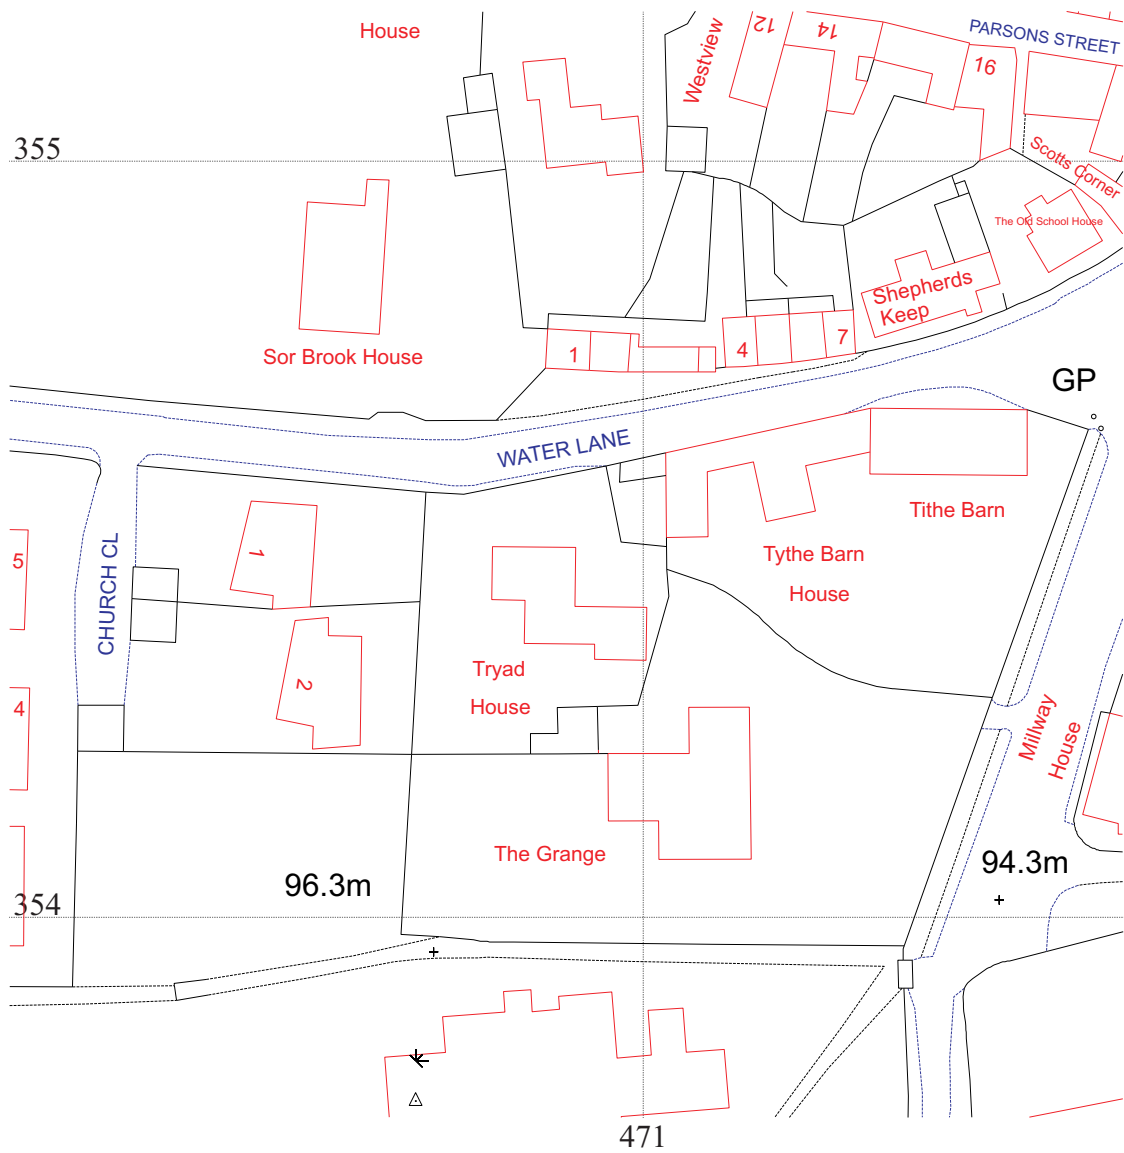 House
Westview
12
14
16
PARSONS STREET
355
Scotts Corner
The Old School House
Shepherds
Keep
Sor Brook House
1
4
7
GP
WATER LANE
Tithe Barn
5
CHURCH CL
1
Tythe Barn
House
2
Tryad
House
4
Millway
House
The Grange
96.3m
94.3m
354
471